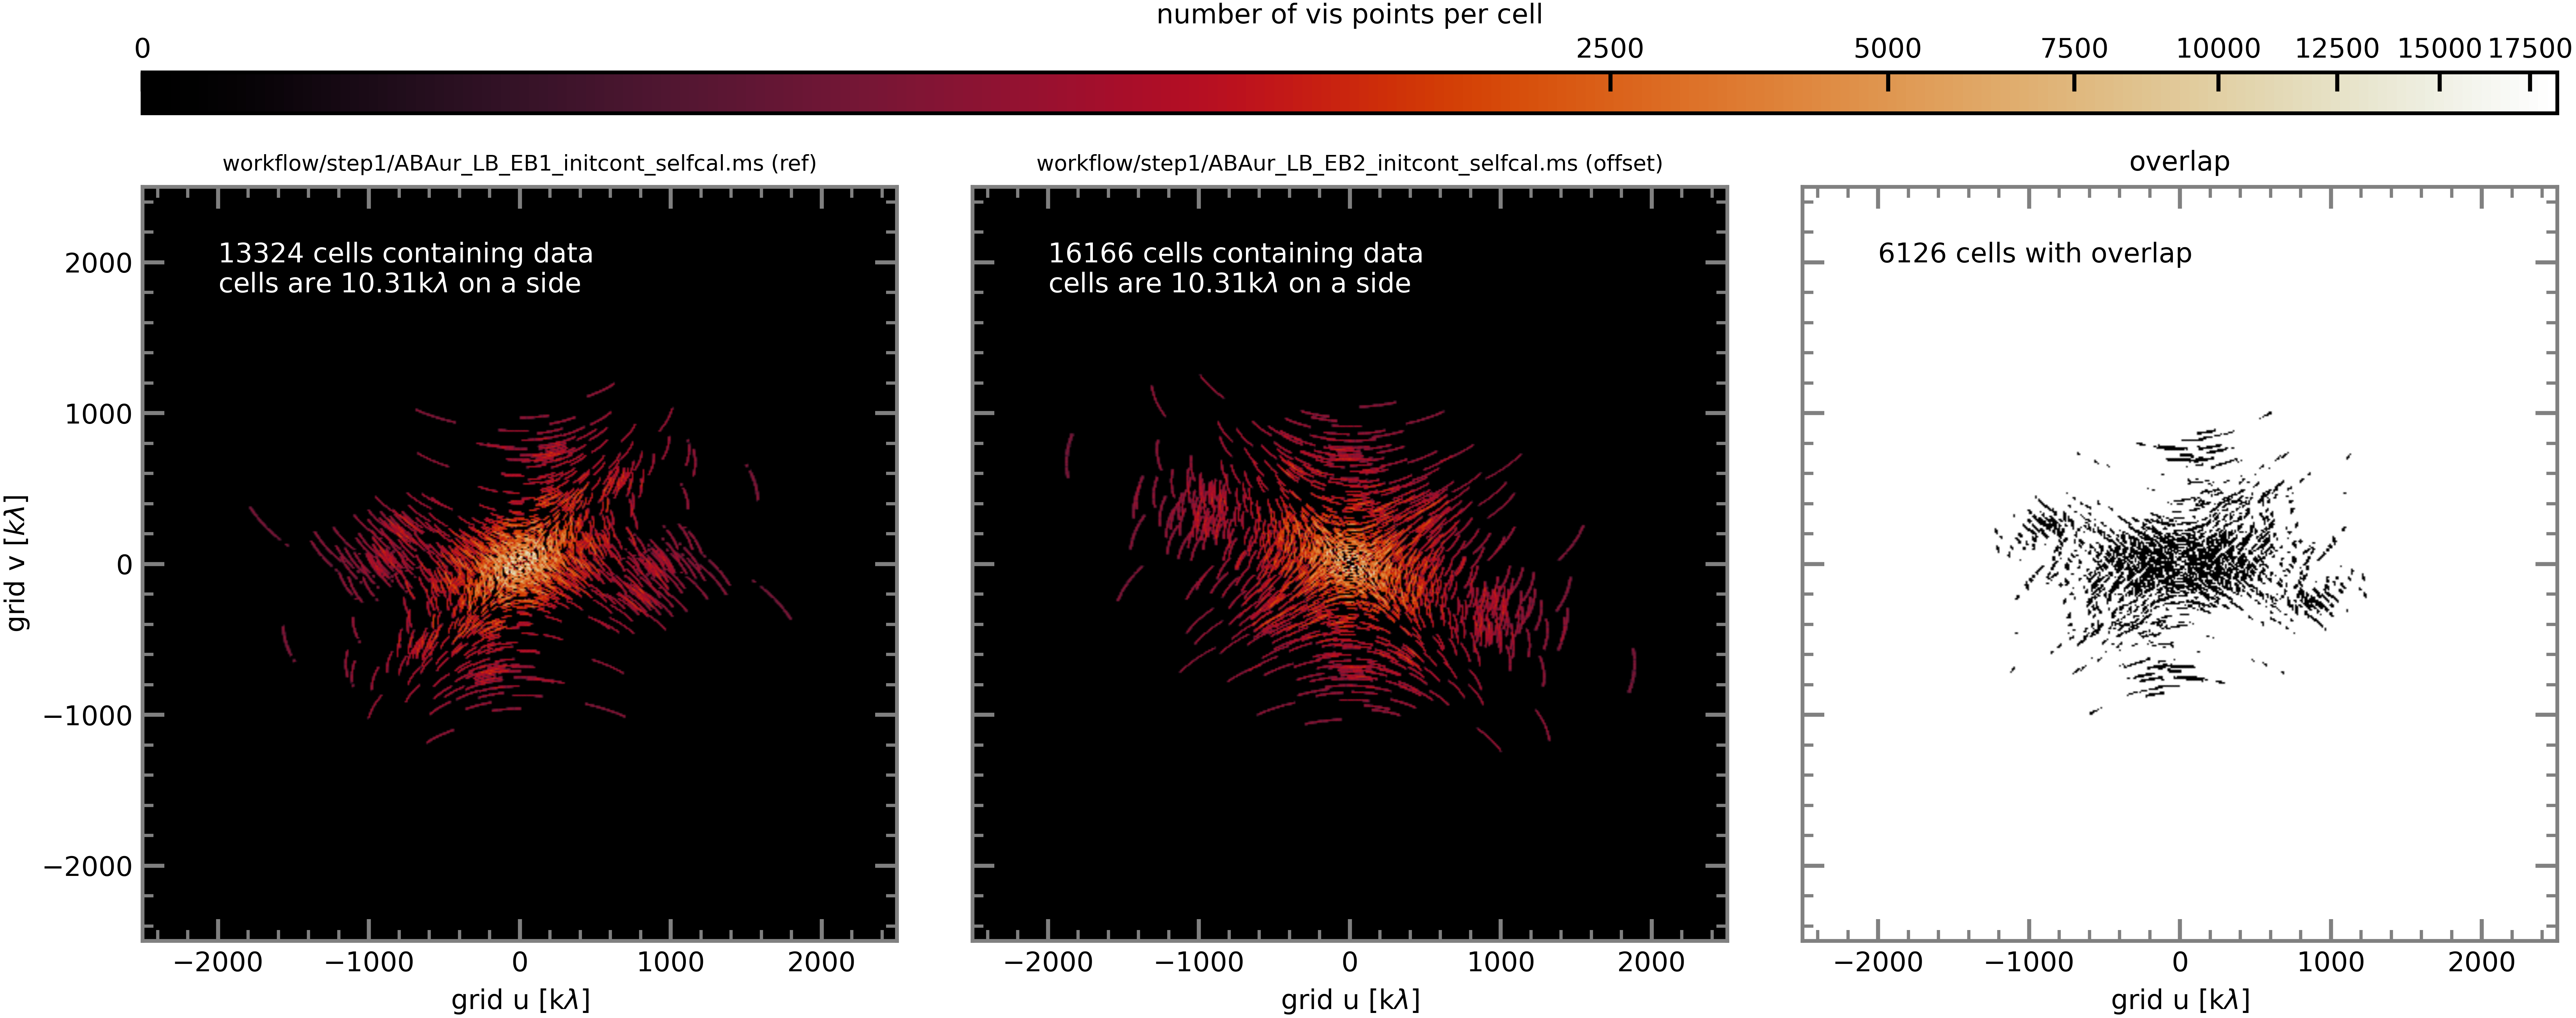 number of vis points per cell
0 2500 5000 7500 10000 12500 15000 17500
workflow/step1/ABAur_LB_EB1_initcont_selfcal.ms (ref)
workflow/step1/ABAur_LB_EB2_initcont_selfcal.ms (offset)
overlap
13324 cells containing data
cells are 10.31kλ on a side
16166 cells containing data
cells are 10.31kλ on a side
6126 cells with overlap
grid v [kλ]
2000
1000
0
−1000
−2000
−2000 −1000 0 1000 2000
−2000 −1000 0 1000 2000
−2000 −1000 0 1000 2000
grid u [kλ]
grid u [kλ]
grid u [kλ]